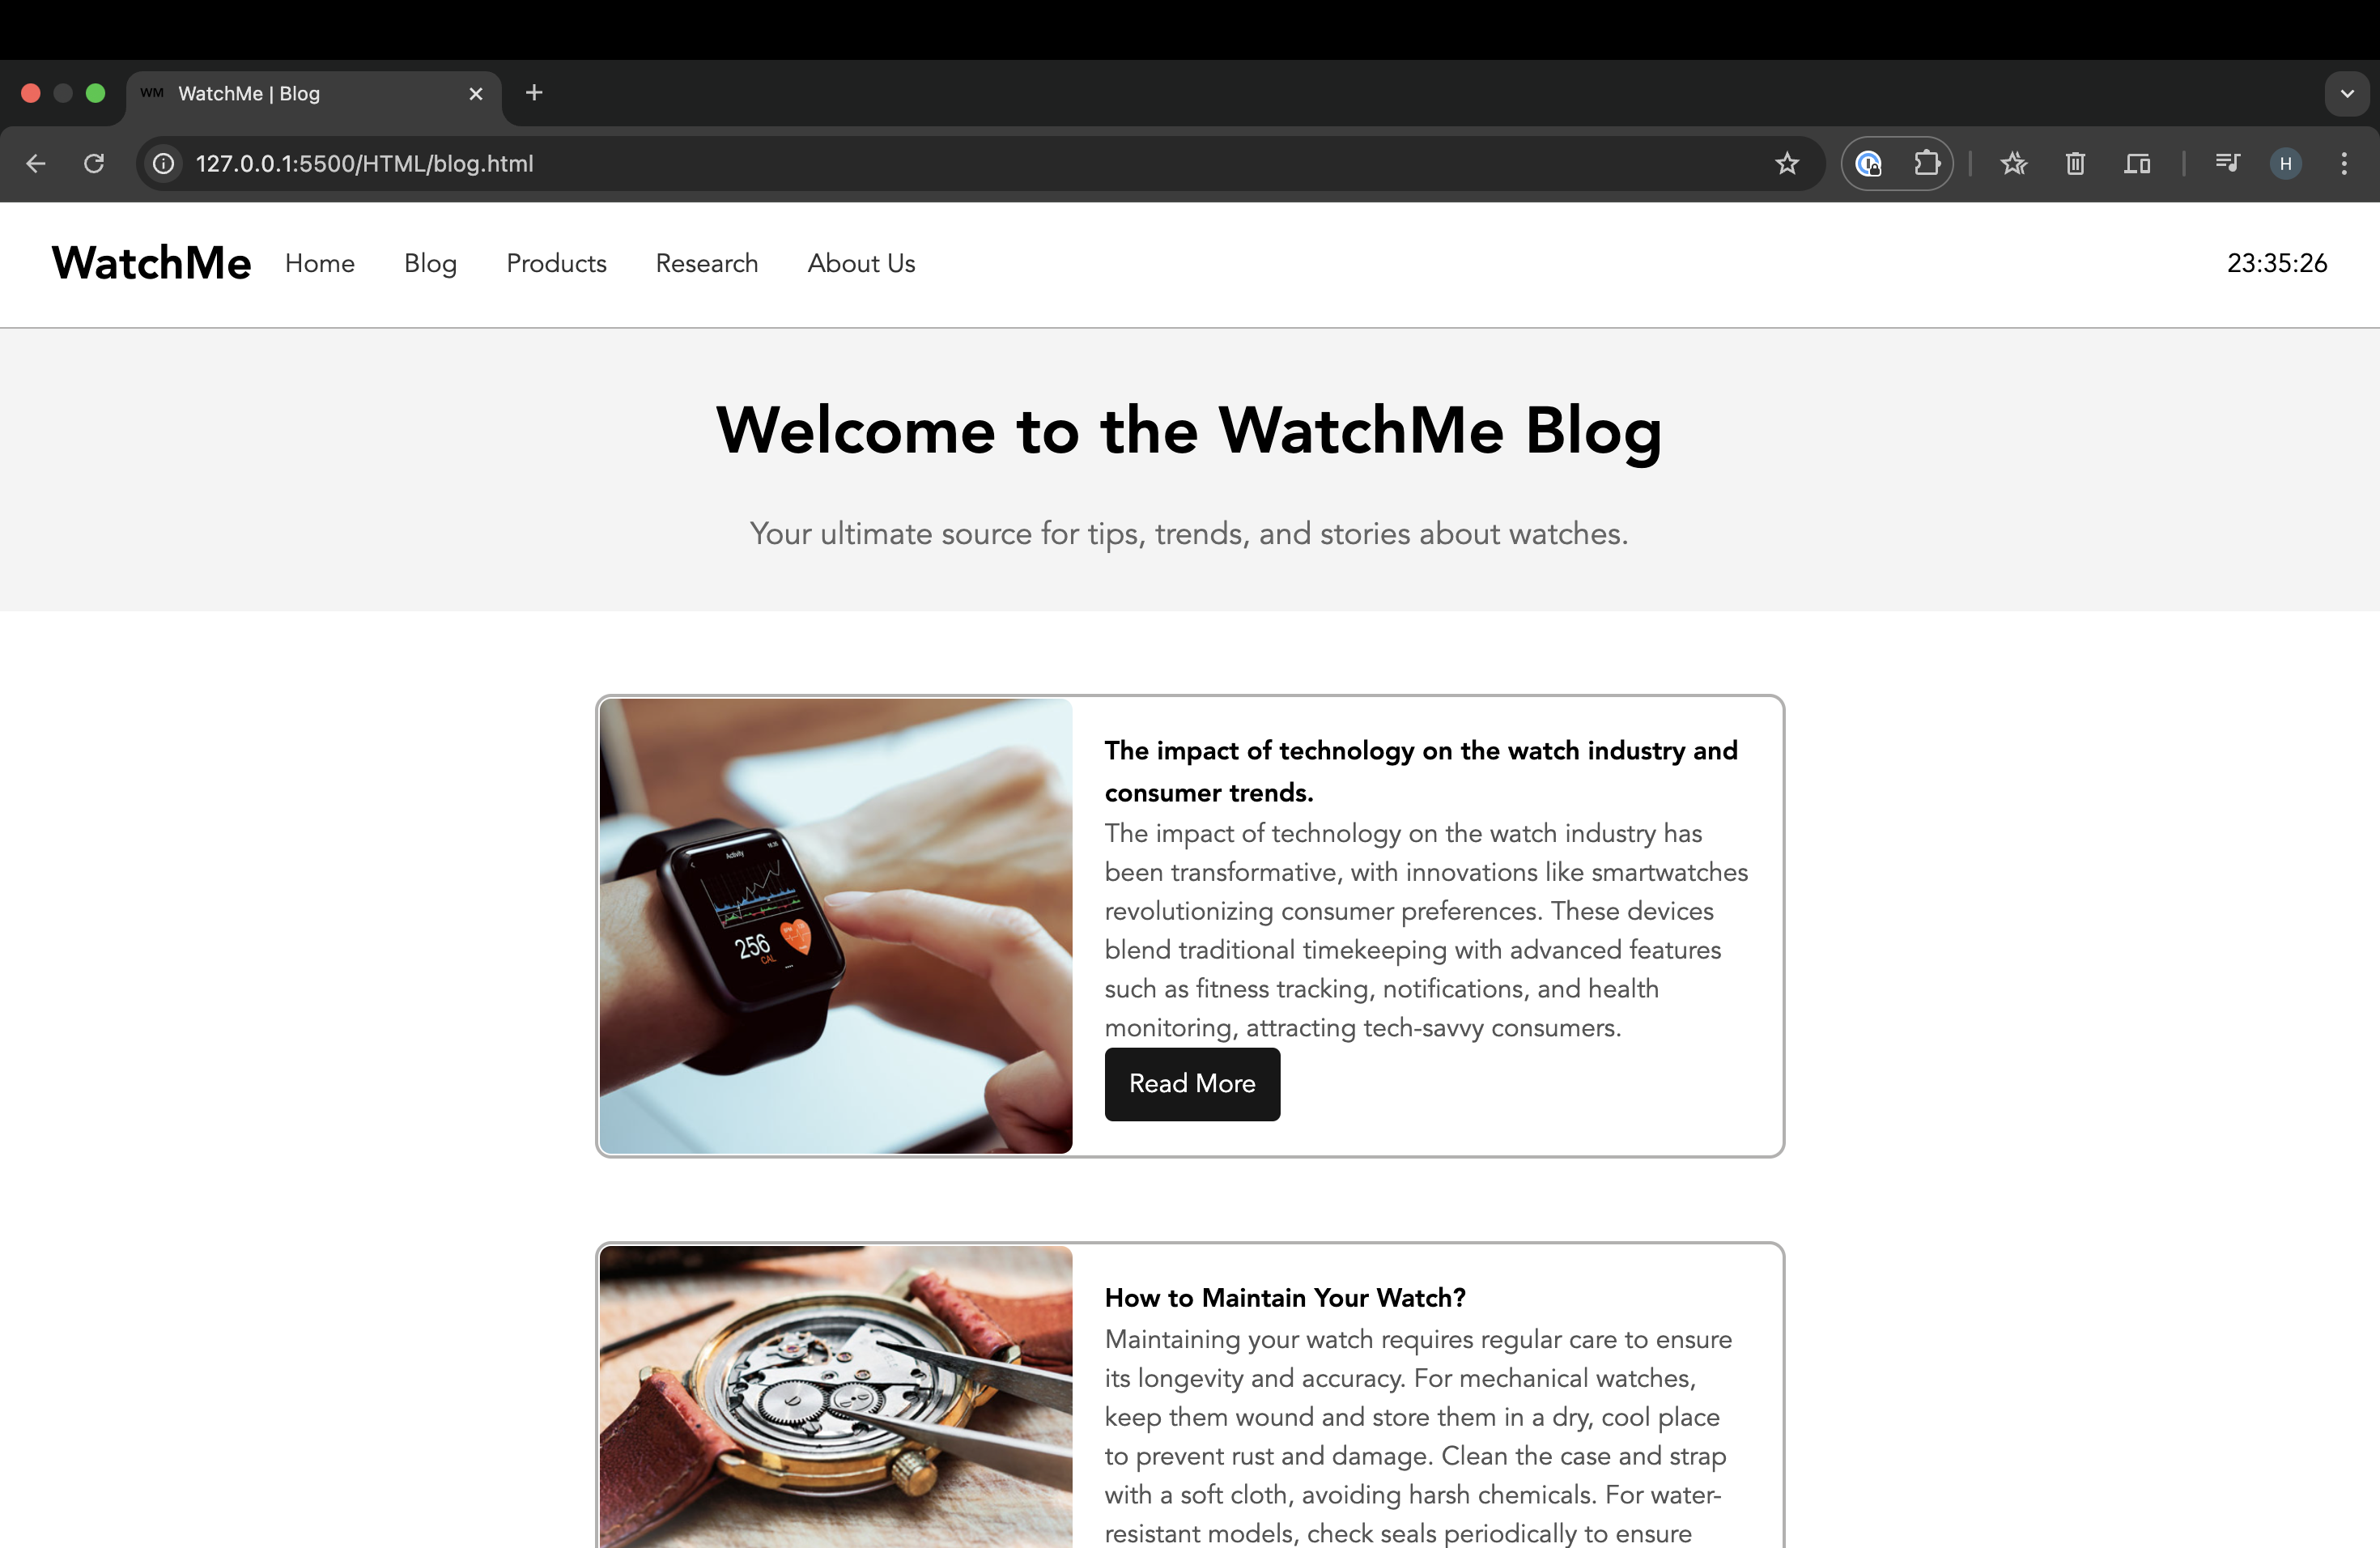 WM WatchMe | Blog
127.0.0.1:5500/HTML/blog.html
H
WatchMe Home Blog Products Research About Us 23:35:26
Welcome to the WatchMe Blog
Your ultimate source for tips, trends, and stories about watches.
Activity
256
CAL
The impact of technology on the watch industry and
consumer trends.
The impact of technology on the watch industry has
been transformative, with innovations like smartwatches
revolutionizing consumer preferences. These devices
blend traditional timekeeping with advanced features
such as fitness tracking, notifications, and health
monitoring, attracting tech-savvy consumers.
Read More
How to Maintain Your Watch?
Maintaining your watch requires regular care to ensure
its longevity and accuracy. For mechanical watches,
keep them wound and store them in a dry, cool place
to prevent rust and damage. Clean the case and strap
with a soft cloth, avoiding harsh chemicals. For water-
resistant models, check seals periodically to ensure